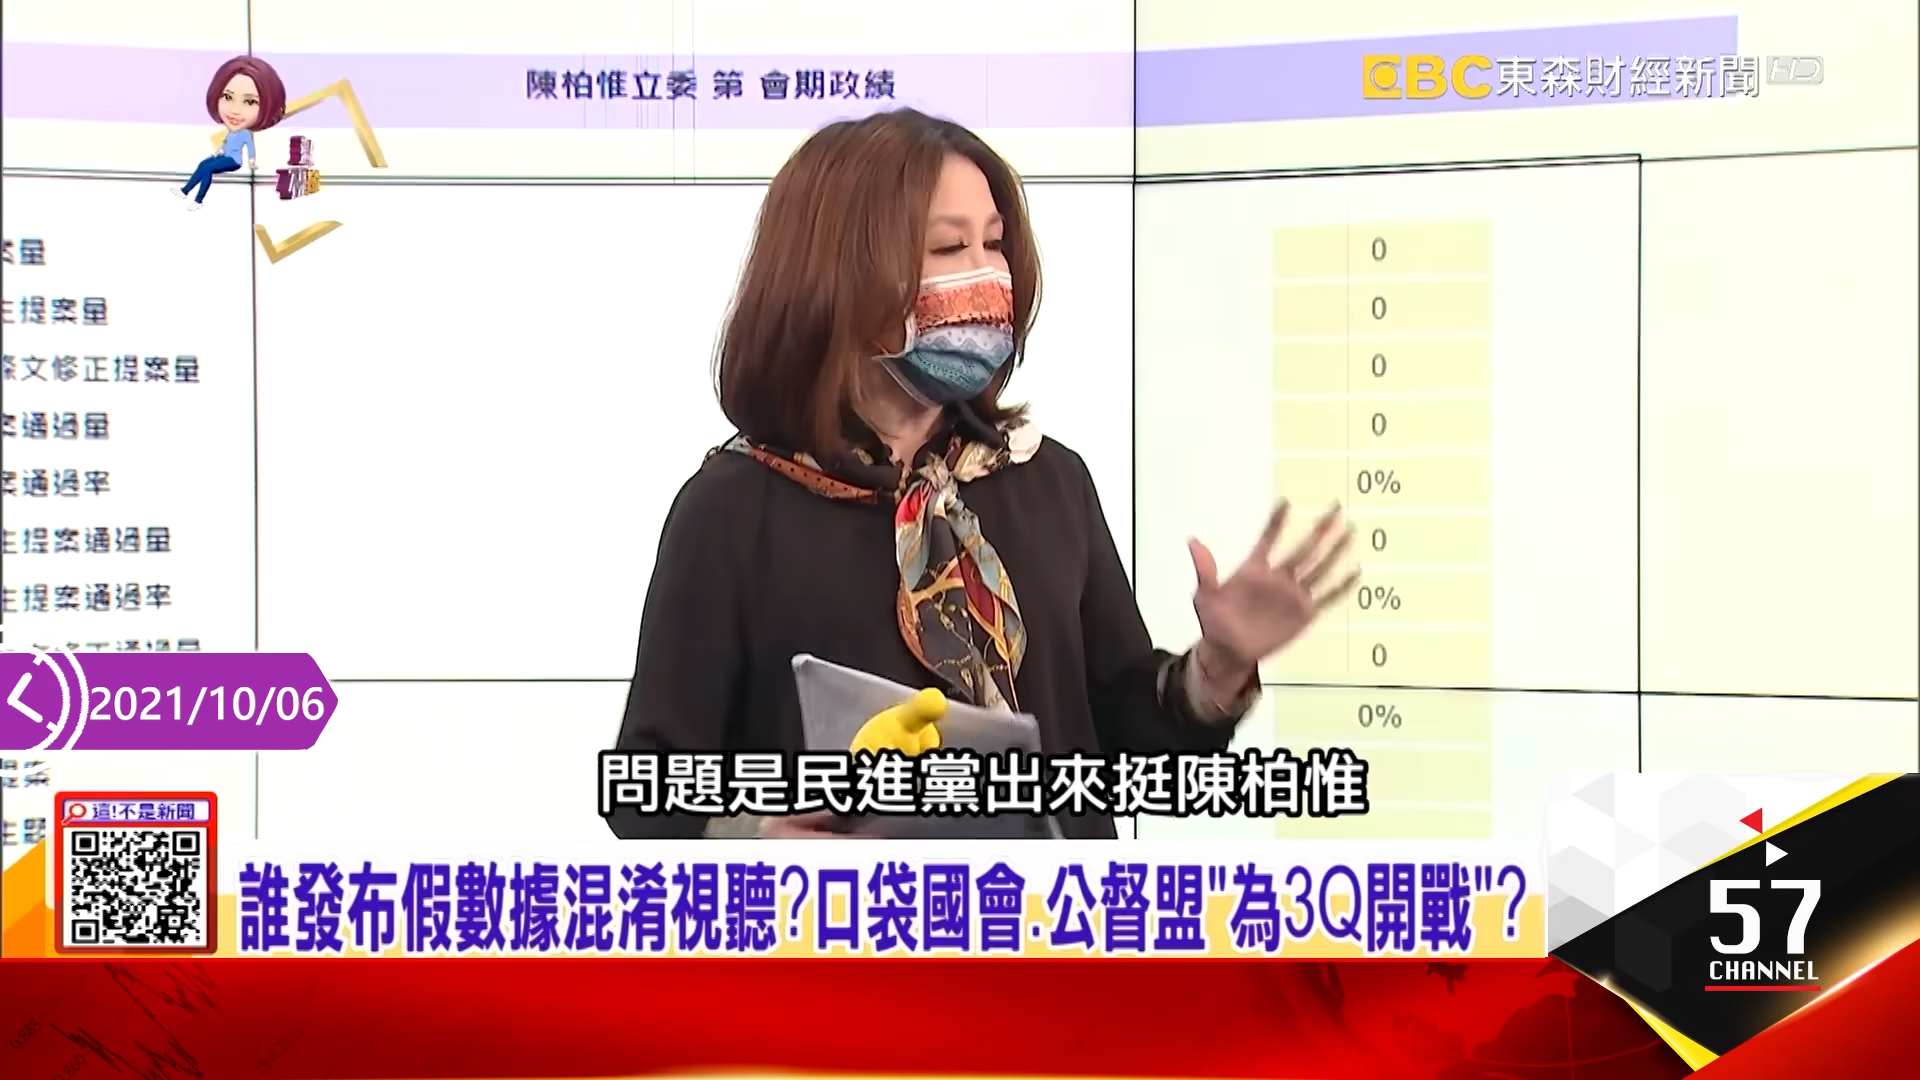 陳柏惟立委 第 會期政績
EBC東森財經新聞HD
案量
主提案量
條文修正提案量
案通過量
案通過率
主提案通過量
主提案通過率
0
0
0
0
0%
0
0%
0
0%
2021/10/06
問題是民進黨出來挺陳柏惟
這!不是新聞
誰發布假數據混淆視聽?口袋國會.公督盟"為3Q開戰"?
57
CHANNEL